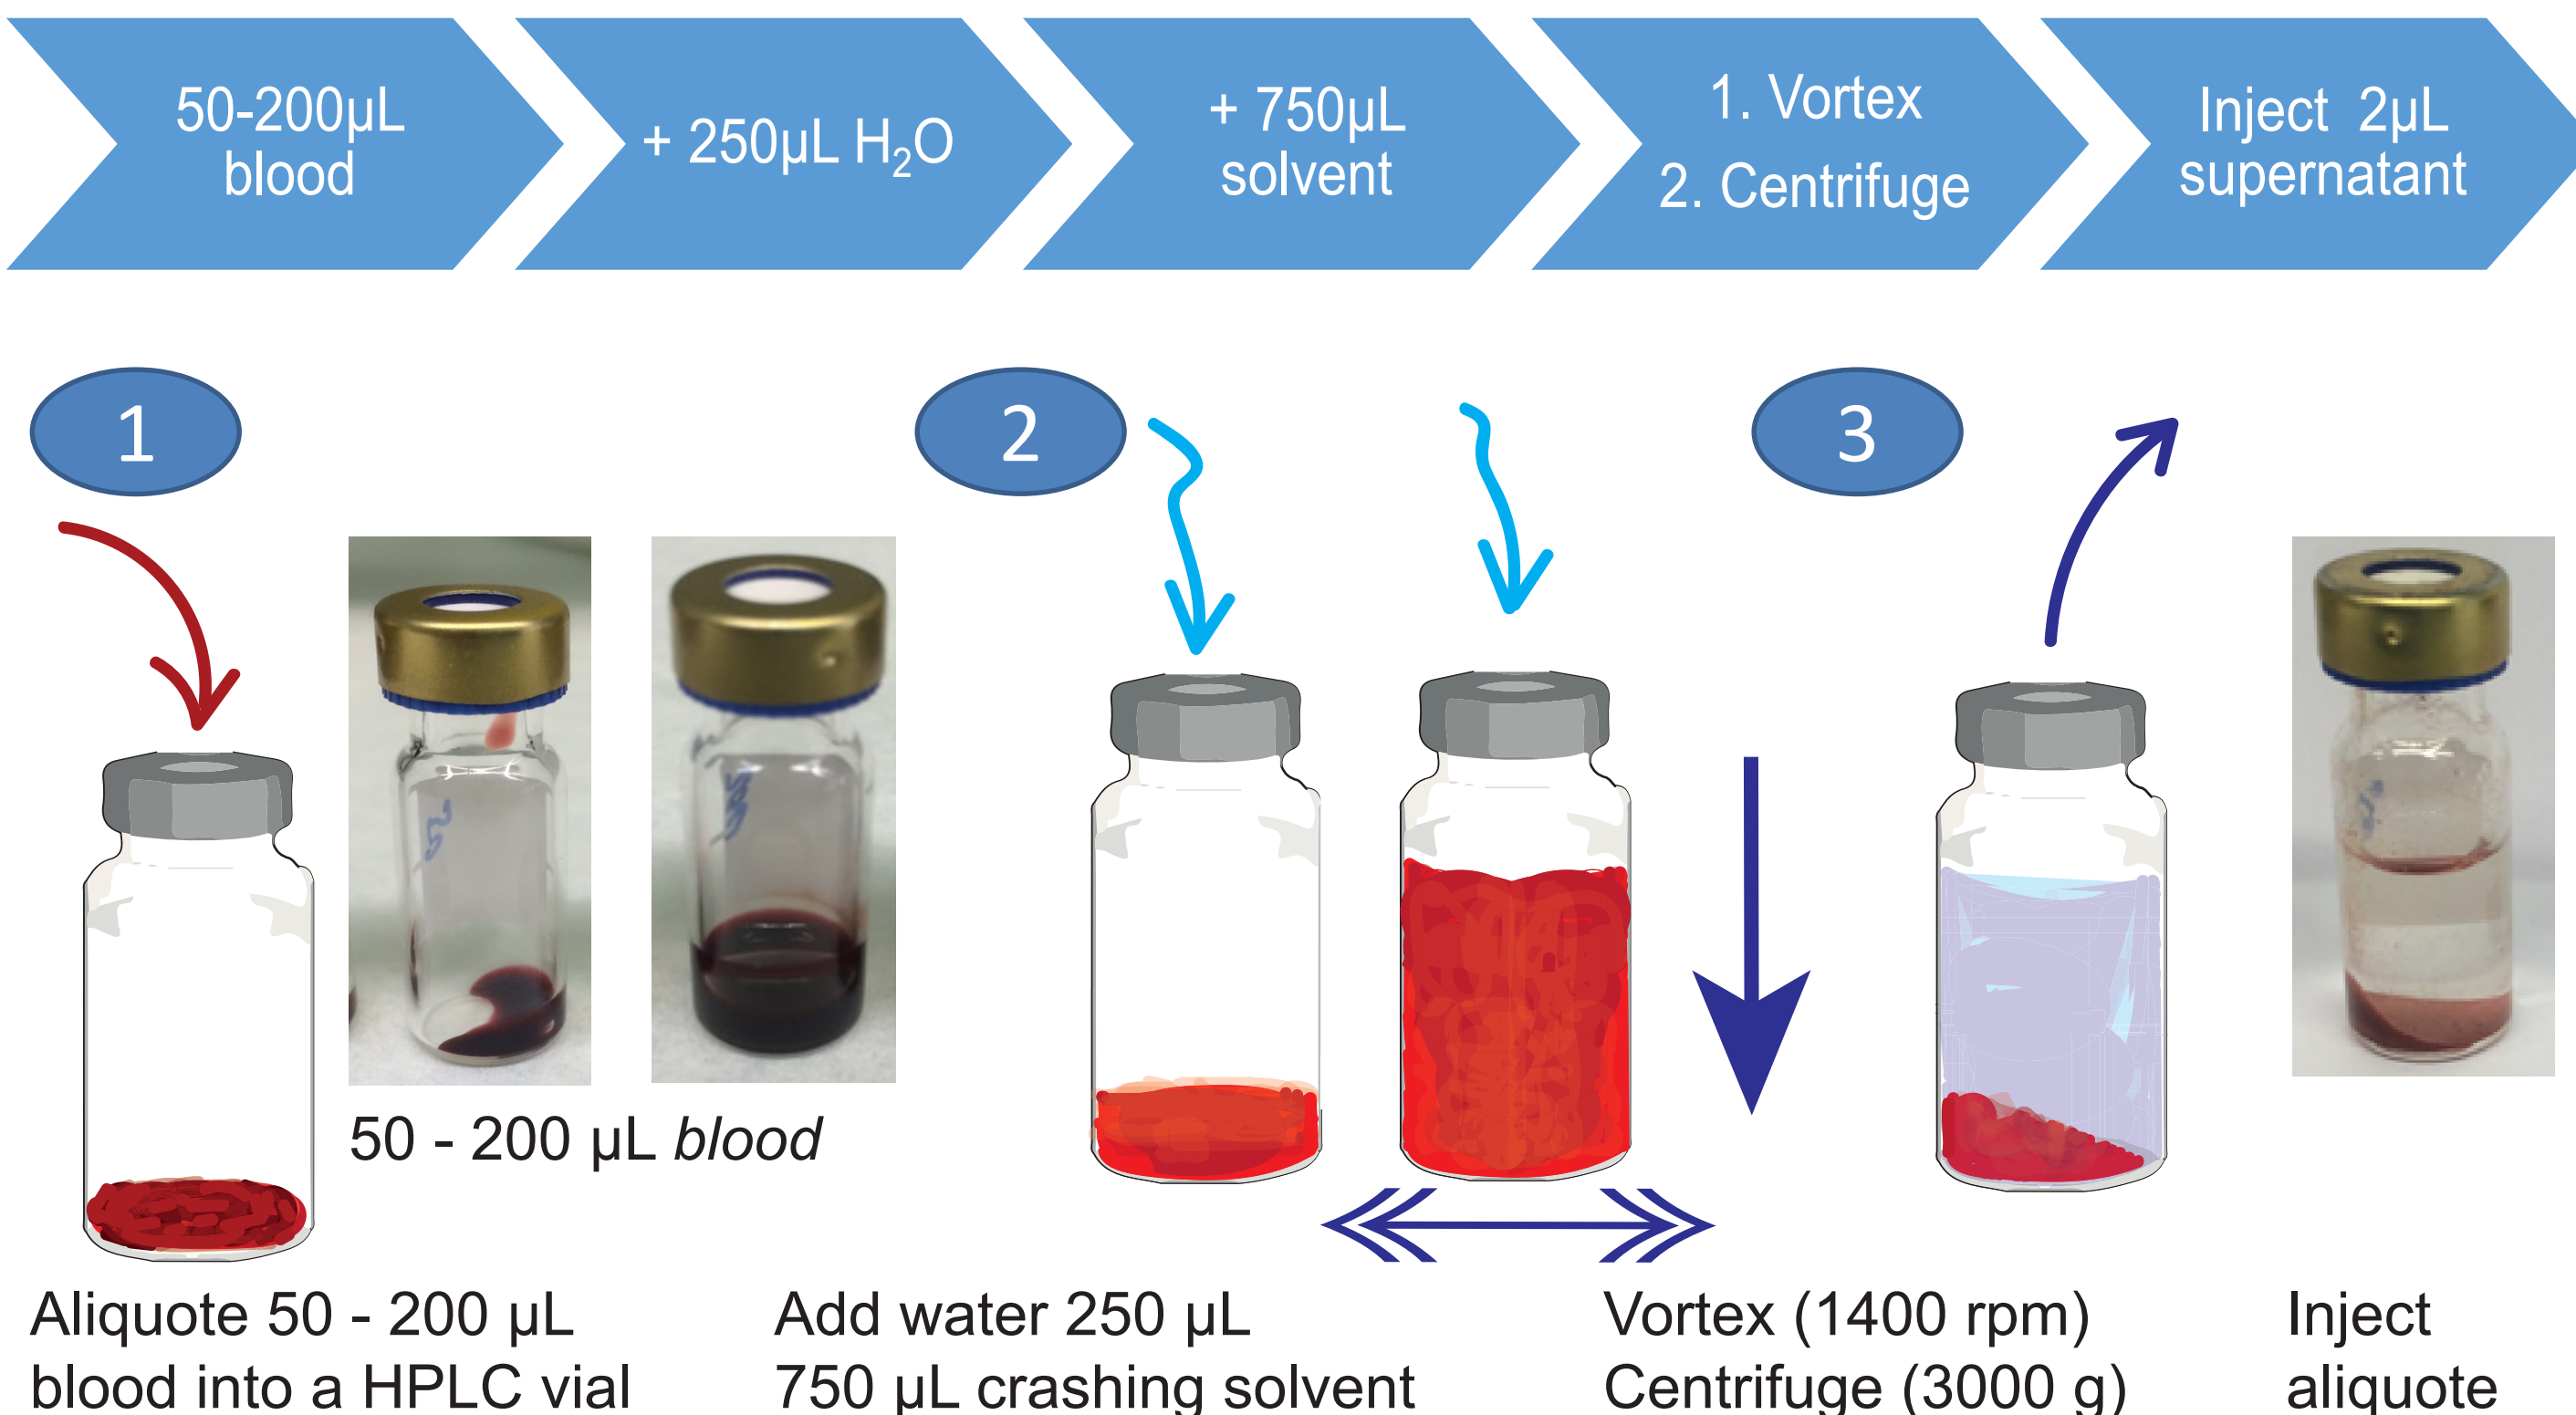 50-200µL
blood
+ 250µL H₂O
+ 750µL
solvent
1. Vortex
2. Centrifuge
Inject 2µL
supernatant
1
2
3
50 - 200 µL blood
Aliquote 50 - 200 µL
blood into a HPLC vial
Add water 250 µL
750 µL crashing solvent
Vortex (1400 rpm)
Centrifuge (3000 g)
Inject
aliquote